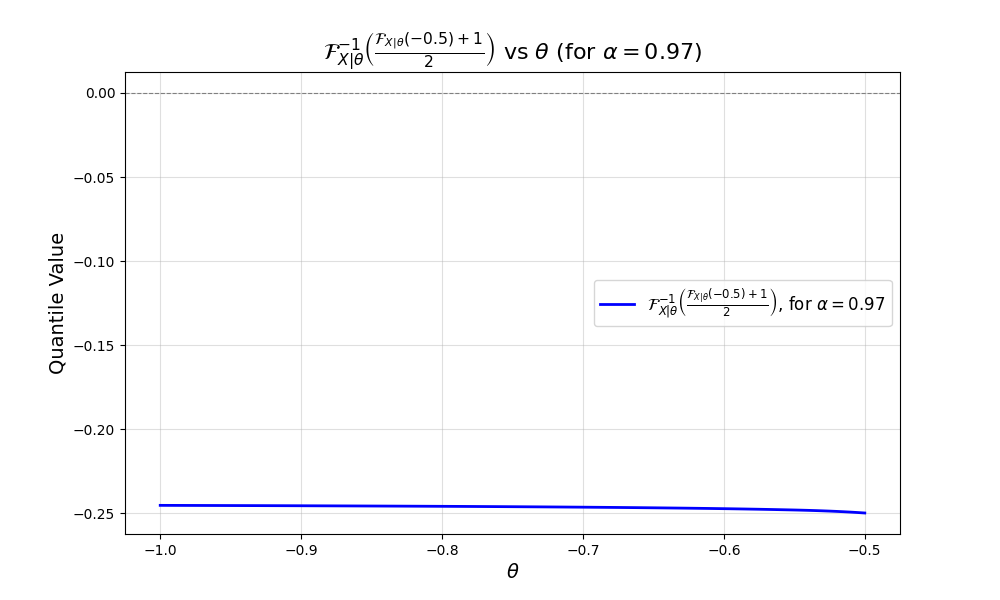 $\mathcal{F}_{X|\theta}^{-1}\left(\frac{\mathcal{F}_{X|\theta}(-0.5)+1}{2}\right)$ vs $\theta$ (for $\alpha = 0.97$)
Quantile Value
0.00
−0.05
−0.10
−0.15
−0.20
−0.25
$\mathcal{F}_{X|\theta}^{-1}\left(\frac{\mathcal{F}_{X|\theta}(-0.5)+1}{2}\right)$, for $\alpha = 0.97$
−1.0 −0.9 −0.8 −0.7 −0.6 −0.5
$\theta$